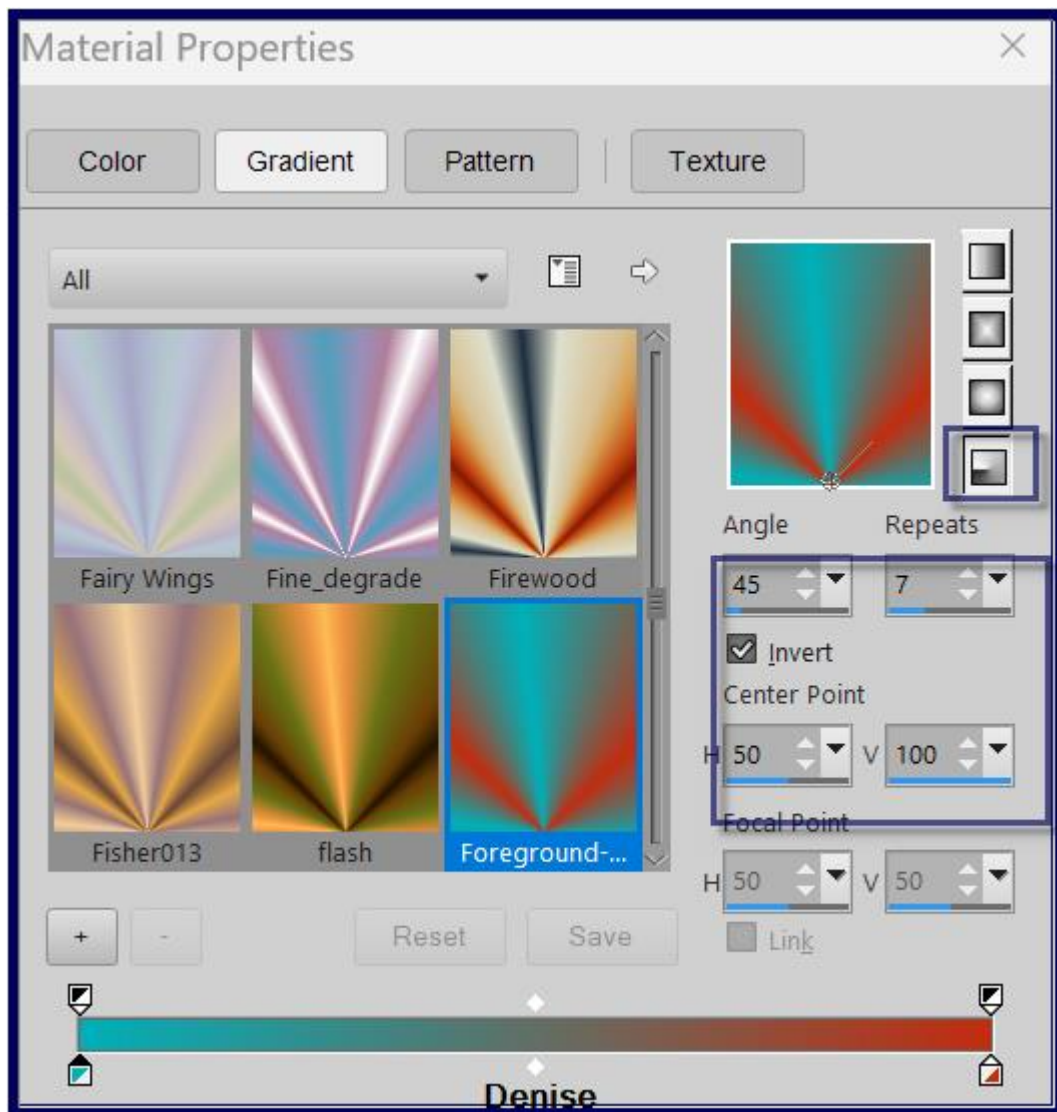 Material Properties
Color Gradient Pattern Texture
All
Fairy Wings Fine_degrade Firewood
Fisher013 flash Foreground-...
Angle Repeats
45 7
Invert
Center Point
H 50 V 100
Focal Point
H 50 V 50
Link
+ - Reset Save
Denise